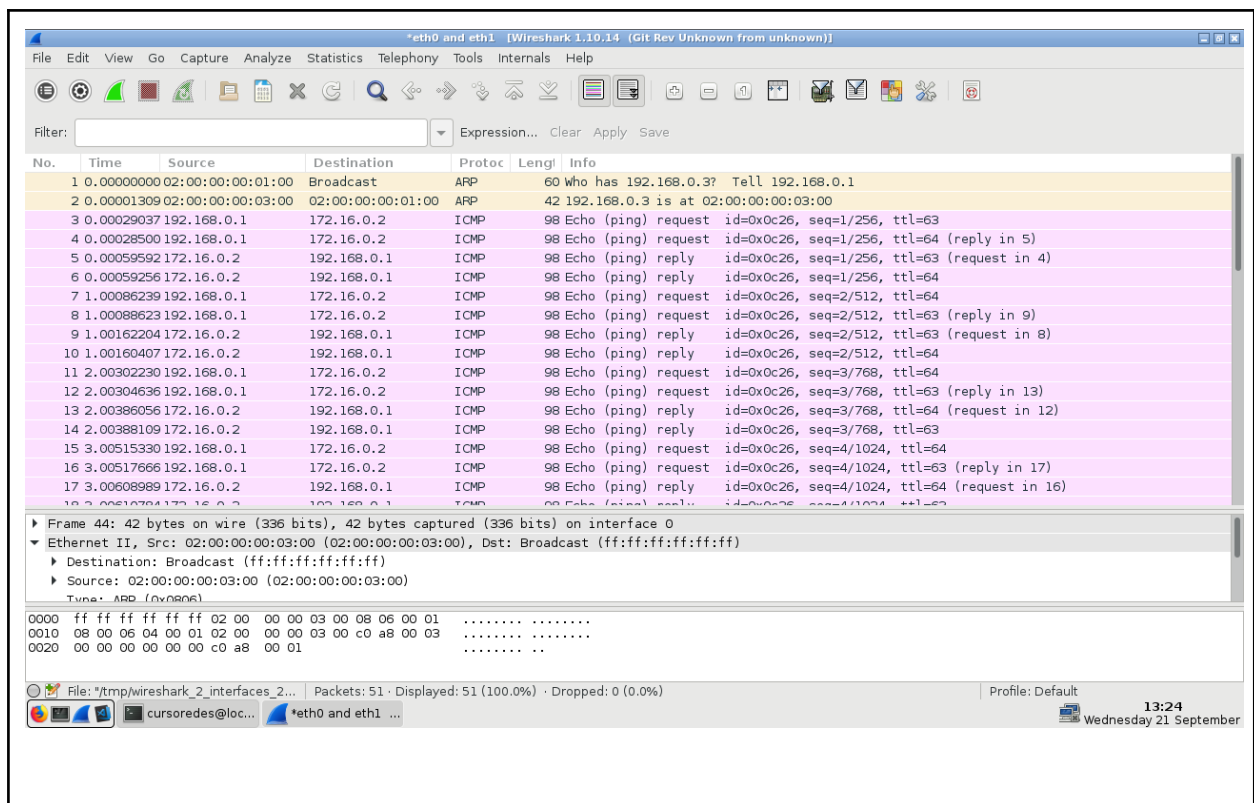 *eth0 and eth1 [Wireshark 1.10.14 (Git Rev Unknown from unknown)]
File Edit View Go Capture Analyze Statistics Telephony Tools Internals Help
Filter: Expression... Clear Apply Save
No. Time Source Destination Protoc Lengt Info
1 0.00000000 02:00:00:00:01:00 Broadcast ARP 60 Who has 192.168.0.3? Tell 192.168.0.1
2 0.00001309 02:00:00:00:03:00 02:00:00:00:01:00 ARP 42 192.168.0.3 is at 02:00:00:00:03:00
3 0.00029037 192.168.0.1 172.16.0.2 ICMP 98 Echo (ping) request id=0x0c26, seq=1/256, ttl=63
4 0.00028500 192.168.0.1 172.16.0.2 ICMP 98 Echo (ping) request id=0x0c26, seq=1/256, ttl=64 (reply in 5)
5 0.00059592 172.16.0.2 192.168.0.1 ICMP 98 Echo (ping) reply id=0x0c26, seq=1/256, ttl=63 (request in 4)
6 0.00059256 172.16.0.2 192.168.0.1 ICMP 98 Echo (ping) reply id=0x0c26, seq=1/256, ttl=64
7 1.00086239 192.168.0.1 172.16.0.2 ICMP 98 Echo (ping) request id=0x0c26, seq=2/512, ttl=64
8 1.00088623 192.168.0.1 172.16.0.2 ICMP 98 Echo (ping) request id=0x0c26, seq=2/512, ttl=63 (reply in 9)
9 1.00162204 172.16.0.2 192.168.0.1 ICMP 98 Echo (ping) reply id=0x0c26, seq=2/512, ttl=63 (request in 8)
10 1.00160407 172.16.0.2 192.168.0.1 ICMP 98 Echo (ping) reply id=0x0c26, seq=2/512, ttl=64
11 2.00302230 192.168.0.1 172.16.0.2 ICMP 98 Echo (ping) request id=0x0c26, seq=3/768, ttl=64
12 2.00304636 192.168.0.1 172.16.0.2 ICMP 98 Echo (ping) request id=0x0c26, seq=3/768, ttl=63 (reply in 13)
13 2.00386056 172.16.0.2 192.168.0.1 ICMP 98 Echo (ping) reply id=0x0c26, seq=3/768, ttl=64 (request in 12)
14 2.00388109 172.16.0.2 192.168.0.1 ICMP 98 Echo (ping) reply id=0x0c26, seq=3/768, ttl=63
15 3.00515330 192.168.0.1 172.16.0.2 ICMP 98 Echo (ping) request id=0x0c26, seq=4/1024, ttl=64
16 3.00517666 192.168.0.1 172.16.0.2 ICMP 98 Echo (ping) request id=0x0c26, seq=4/1024, ttl=63 (reply in 17)
17 3.00608989 172.16.0.2 192.168.0.1 ICMP 98 Echo (ping) reply id=0x0c26, seq=4/1024, ttl=64 (request in 16)
Frame 44: 42 bytes on wire (336 bits), 42 bytes captured (336 bits) on interface 0
Ethernet II, Src: 02:00:00:00:03:00 (02:00:00:00:03:00), Dst: Broadcast (ff:ff:ff:ff:ff:ff)
Destination: Broadcast (ff:ff:ff:ff:ff:ff)
Source: 02:00:00:00:03:00 (02:00:00:00:03:00)
Type: ARP (0x0806)
0000 ff ff ff ff ff ff 02 00 00 00 03 00 08 06 00 01 ........ ........
0010 08 00 06 04 00 01 02 00 00 00 03 00 c0 a8 00 03 ........ ........
0020 00 00 00 00 00 00 c0 a8 00 01 ........ ..
File: "/tmp/wireshark_2_interfaces_2... Packets: 51 · Displayed: 51 (100.0%) · Dropped: 0 (0.0%) Profile: Default
cursoredes@loc... *eth0 and eth1 ... 13:24
Wednesday 21 September